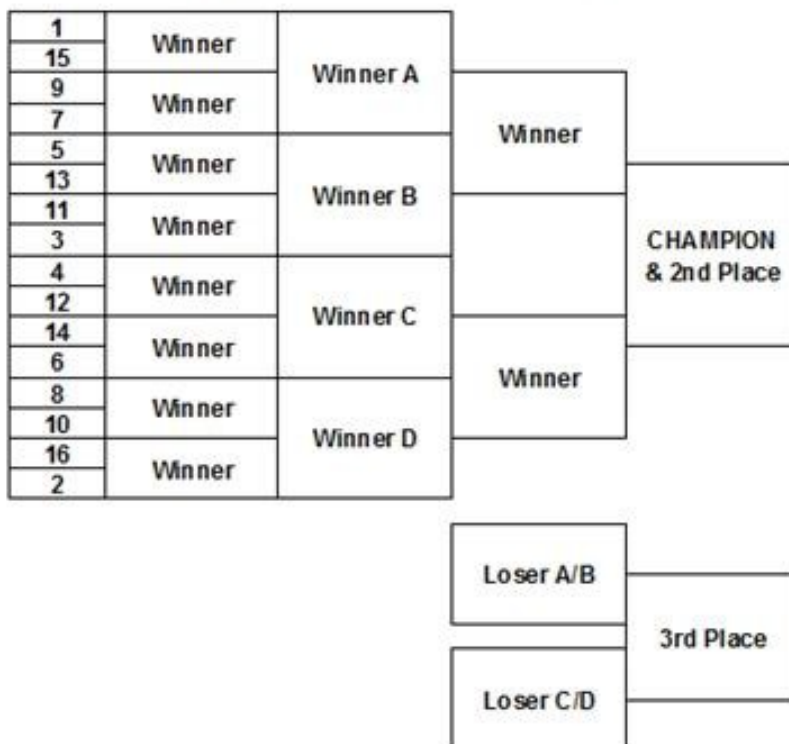 1
15
Winner
9
7
Winner
Winner A
5
13
Winner
11
3
Winner
Winner B
Winner
4
12
Winner
14
6
Winner
Winner C
8
10
Winner
16
2
Winner
Winner D
Winner
CHAMPION
& 2nd Place
Loser A/B
Loser C/D
3rd Place